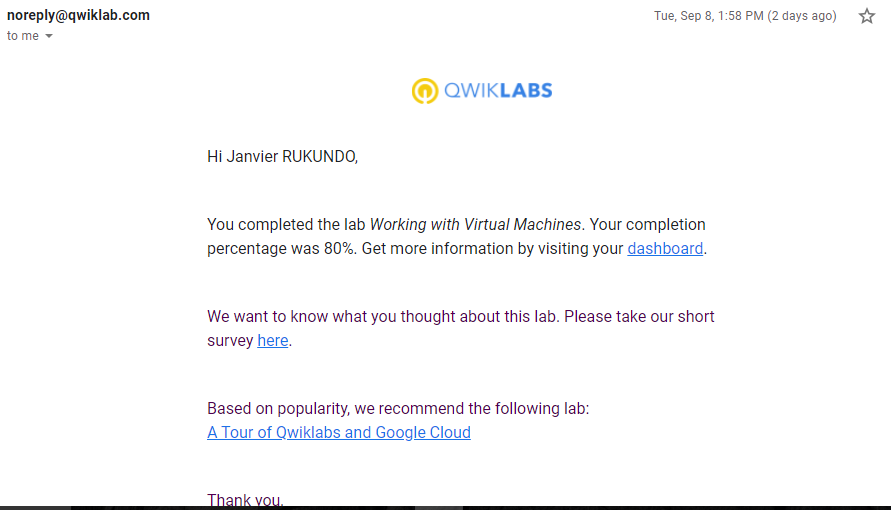 noreply@qwiklab.com
Tue, Sep 8, 1:58 PM (2 days ago)
to me
QWIKLABS
Hi Janvier RUKUNDO,
You completed the lab Working with Virtual Machines. Your completion
percentage was 80%. Get more information by visiting your dashboard.
We want to know what you thought about this lab. Please take our short
survey here.
Based on popularity, we recommend the following lab:
A Tour of Qwiklabs and Google Cloud
Thank you.